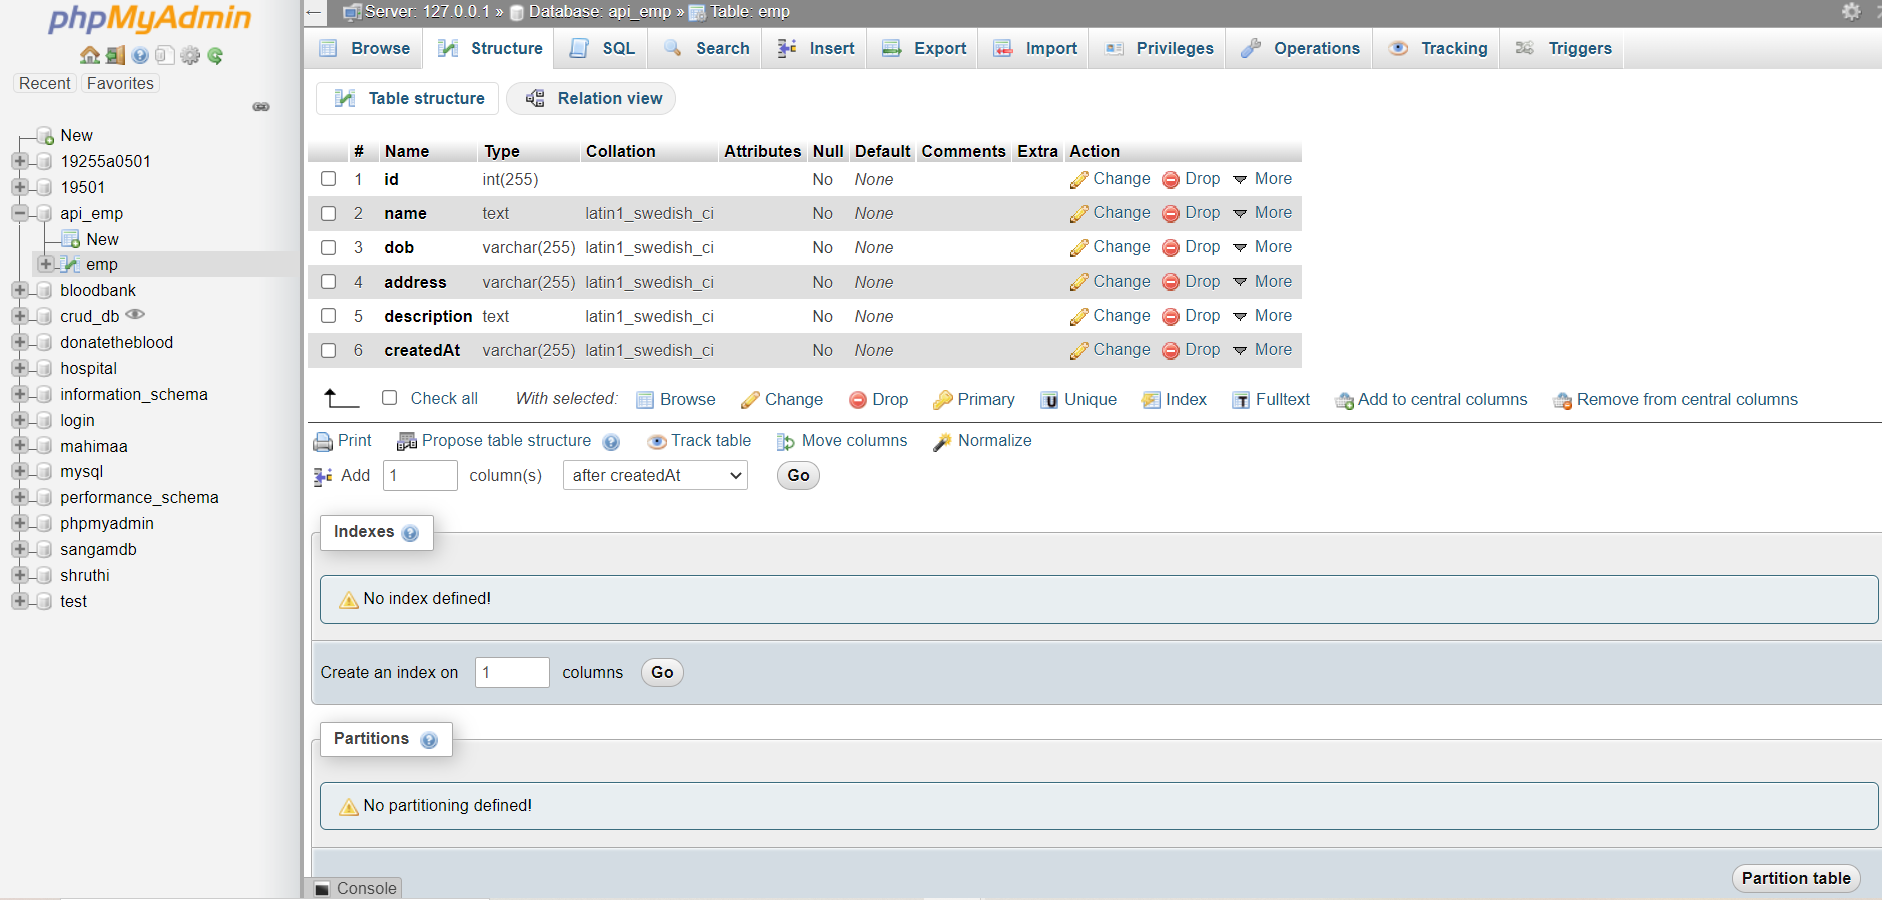 phpMyAdmin
Recent Favorites
New
19255a0501
19501
api_emp
New
emp
bloodbank
crud_db
donatetheblood
hospital
information_schema
login
mahimaa
mysql
performance_schema
phpmyadmin
sangamdb
shruthi
test
Server: 127.0.0.1 » Database: api_emp » Table: emp
Browse Structure SQL Search Insert Export Import Privileges Operations Tracking Triggers
Table structure Relation view
# Name Type Collation Attributes Null Default Comments Extra Action
1 id int(255) No None Change Drop More
2 name text latin1_swedish_ci No None Change Drop More
3 dob varchar(255) latin1_swedish_ci No None Change Drop More
4 address varchar(255) latin1_swedish_ci No None Change Drop More
5 description text latin1_swedish_ci No None Change Drop More
6 createdAt varchar(255) latin1_swedish_ci No None Change Drop More
Check all With selected: Browse Change Drop Primary Unique Index Fulltext Add to central columns Remove from central columns
Print Propose table structure Track table Move columns Normalize
Add 1 column(s) after createdAt Go
Indexes
No index defined!
Create an index on 1 columns Go
Partitions
No partitioning defined!
Partition table
Console